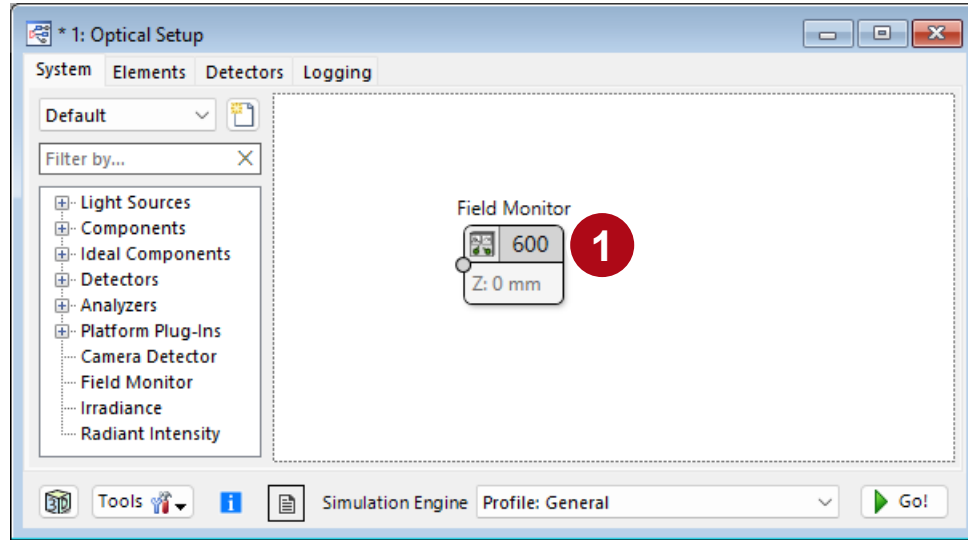 * 1: Optical Setup
System Elements Detectors Logging
Default
Filter by...
Light Sources
Components
Ideal Components
Detectors
Analyzers
Platform Plug-Ins
Camera Detector
Field Monitor
Irradiance
Radiant Intensity
Field Monitor
600
Z: 0 mm
1
3D
Tools
i
Simulation Engine
Profile: General
Go!